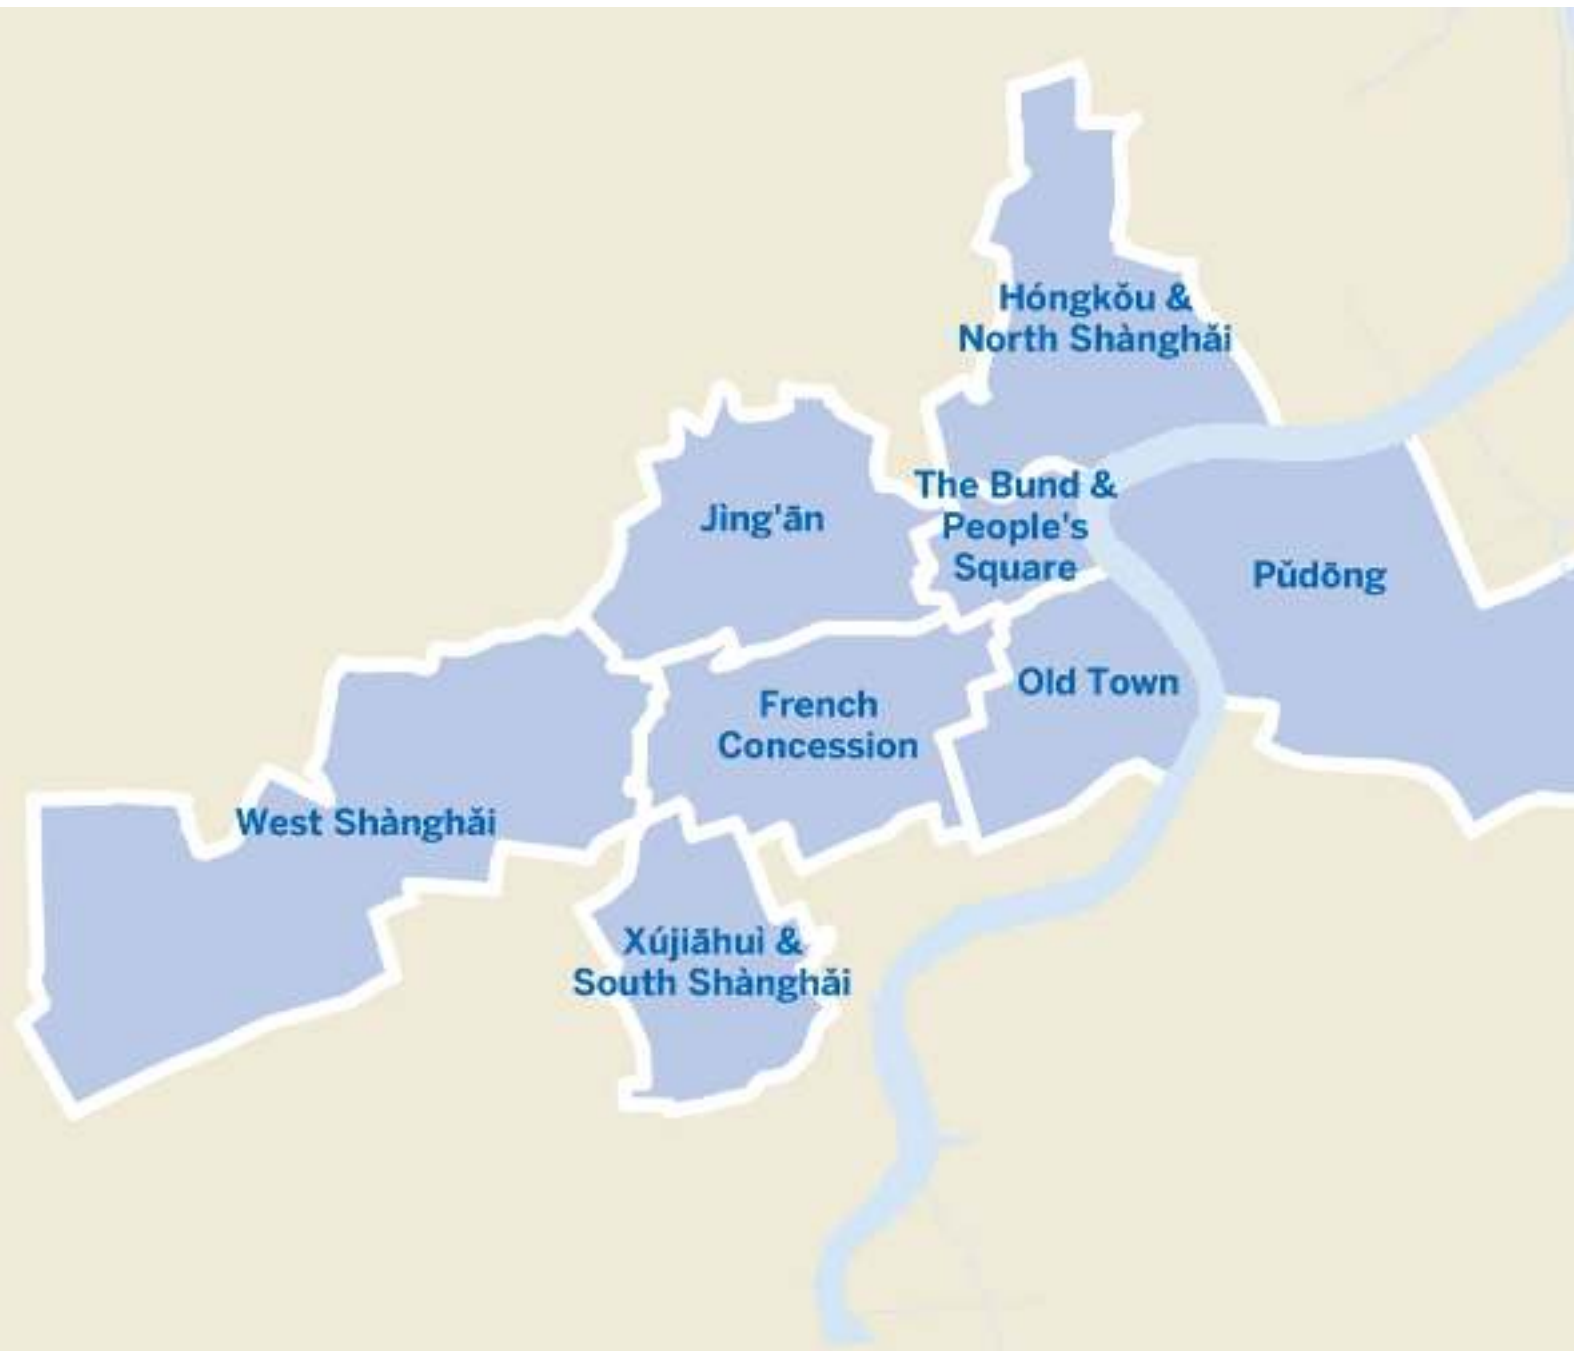 Hóngkǒu &
North Shànghǎi
The Bund &
People's
Square
Jìng'ān
Pǔdōng
Old Town
French
Concession
West Shànghǎi
Xújiāhuì &
South Shànghǎi